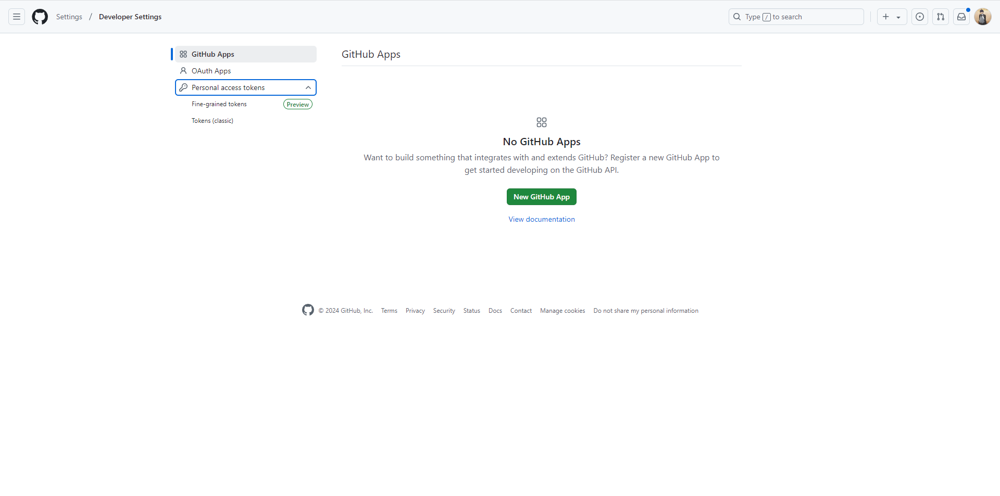 Settings / Developer Settings
Type / to search
GitHub Apps
OAuth Apps
Personal access tokens
Fine-grained tokens
Preview
Tokens (classic)
GitHub Apps
No GitHub Apps
Want to build something that integrates with and extends GitHub? Register a new GitHub App to
get started developing on the GitHub API.
New GitHub App
View documentation
© 2024 GitHub, Inc. Terms Privacy Security Status Docs Contact Manage cookies Do not share my personal information